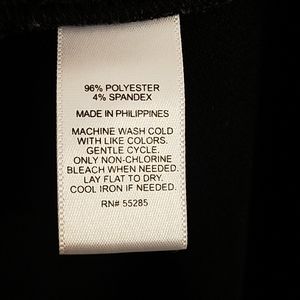 96% POLYESTER
4% SPANDEX
MADE IN PHILIPPINES
MACHINE WASH COLD
WITH LIKE COLORS.
GENTLE CYCLE.
ONLY NON-CHLORINE
BLEACH WHEN NEEDED.
LAY FLAT TO DRY.
COOL IRON IF NEEDED.
RN# 55285